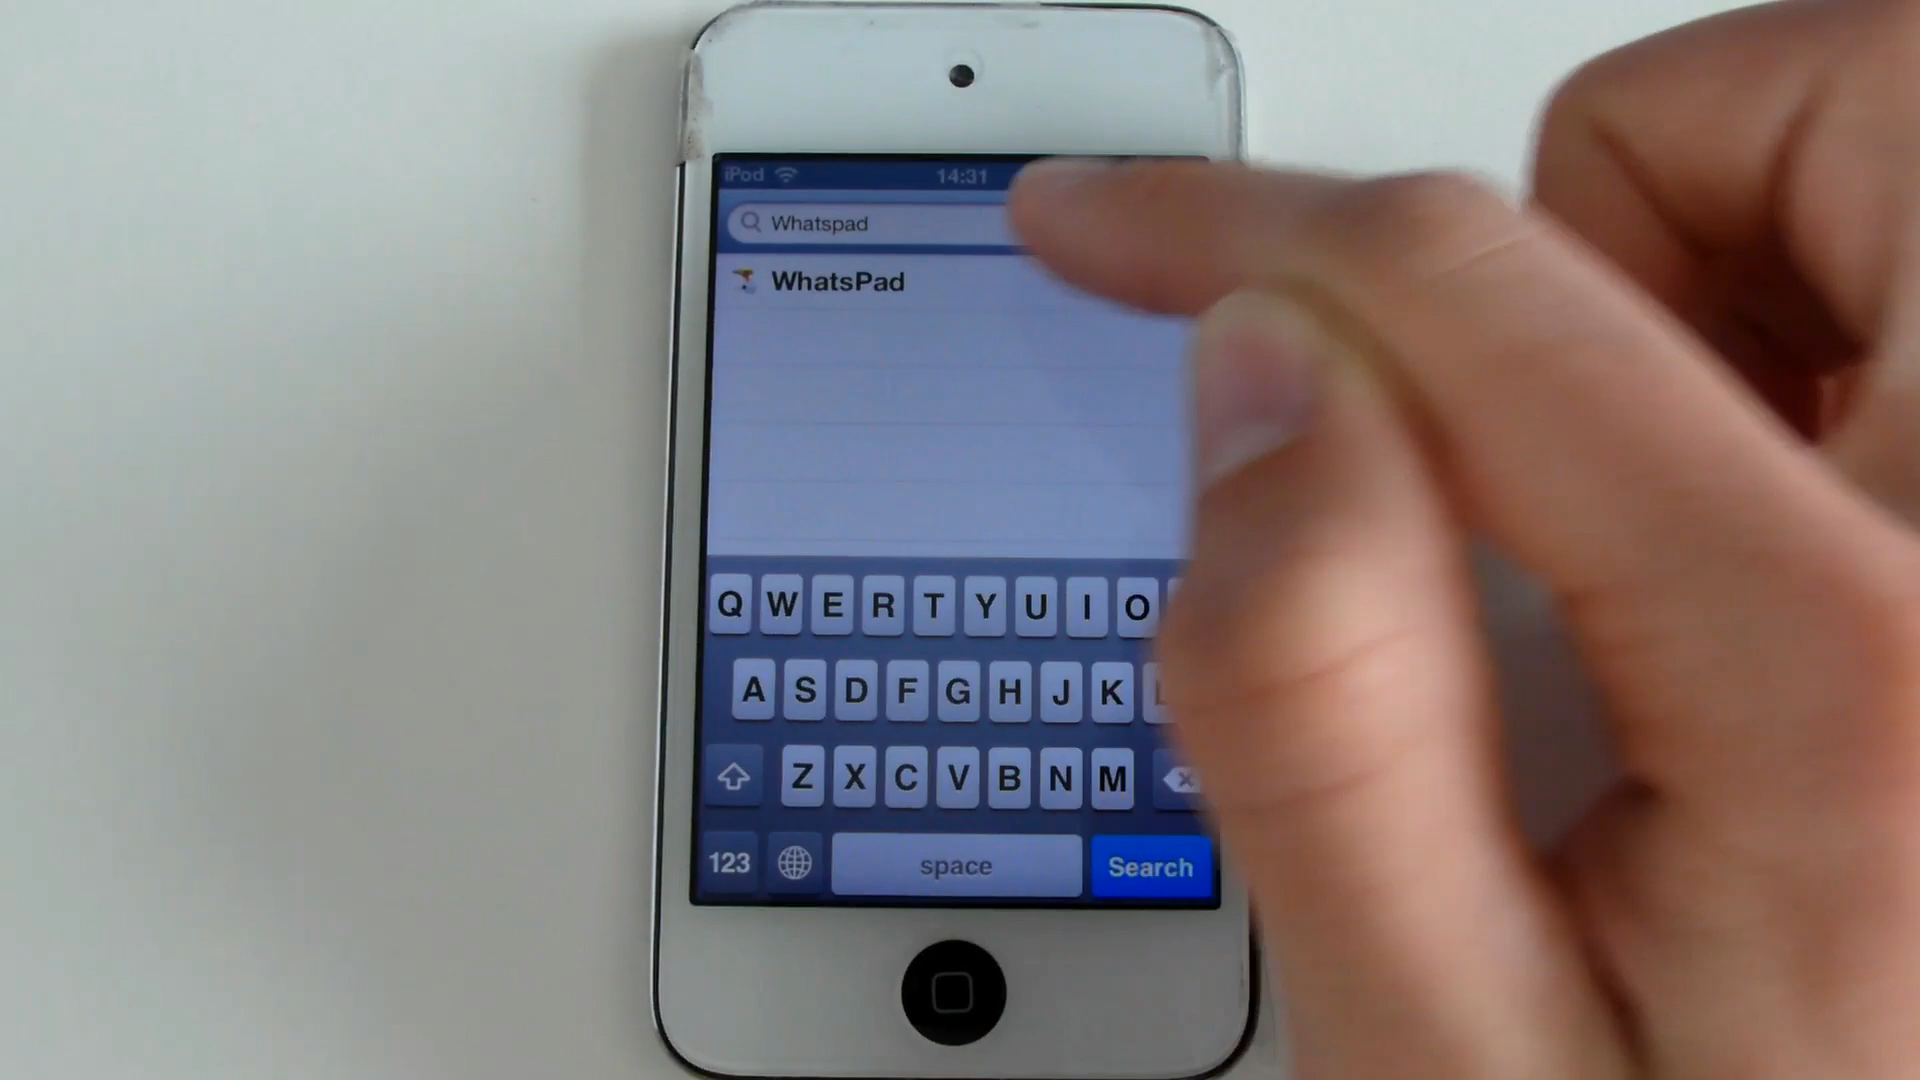 iPod 14:31
Whatspad
WhatsPad
Q W E R T Y U I O
A S D F G H J K
Z X C V B N M
123 space Search